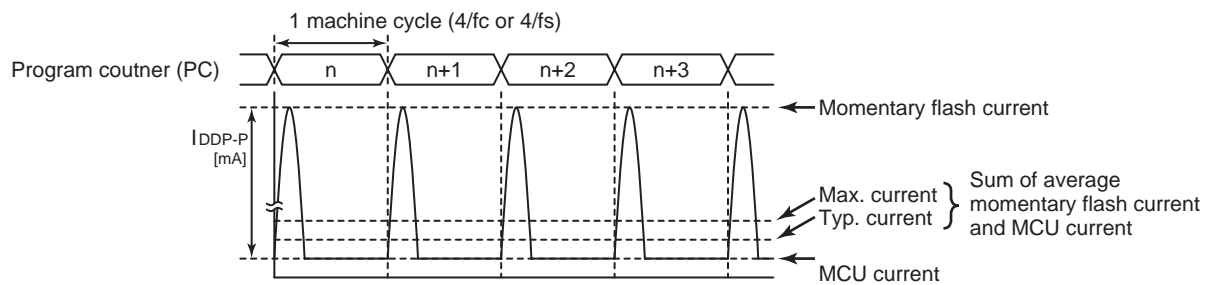 1 machine cycle (4/fc or 4/fs)
Program coutner (PC)
n
n+1
n+2
n+3
Momentary flash current
IDDP-P
[mA]
Max. current
Typ. current
Sum of average
momentary flash current
and MCU current
MCU current